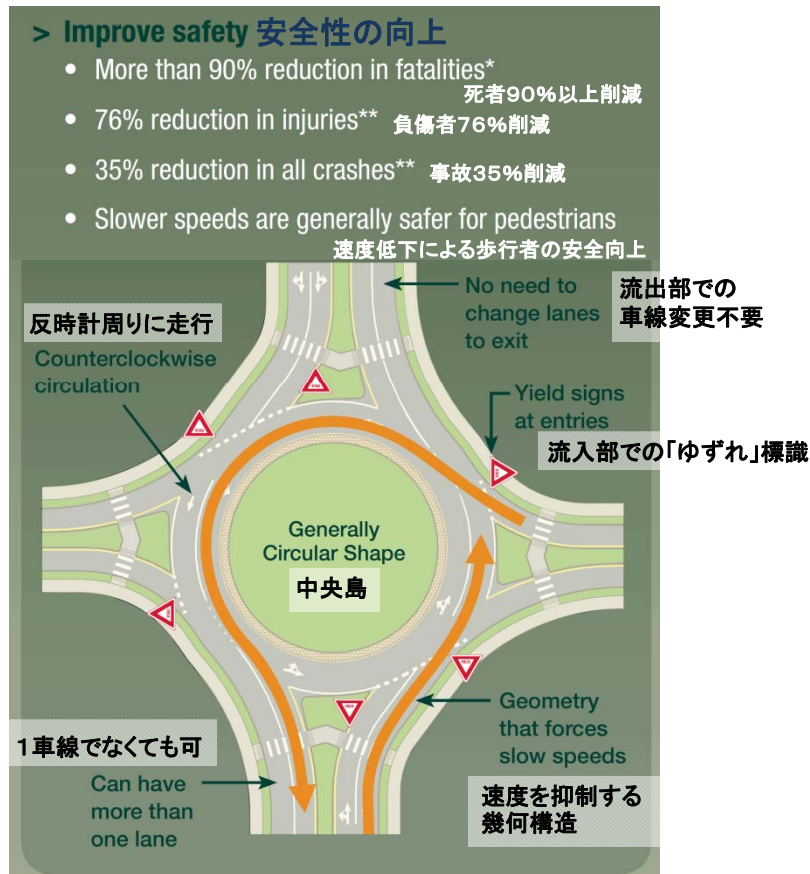 > Improve safety 安全性の向上
• More than 90% reduction in fatalities*
死者90%以上削減
• 76% reduction in injuries** 負傷者76%削減
• 35% reduction in all crashes** 事故35%削減
• Slower speeds are generally safer for pedestrians
速度低下による歩行者の安全向上
No need to
change lanes
to exit
流出部での
車線変更不要
反時計周りに走行
Counterclockwise
circulation
Yield signs
at entries
流入部での「ゆずれ」標識
Generally
Circular Shape
中央島
Geometry
that forces
slow speeds
速度を抑制する
幾何構造
1車線でなくても可
Can have
more than
one lane